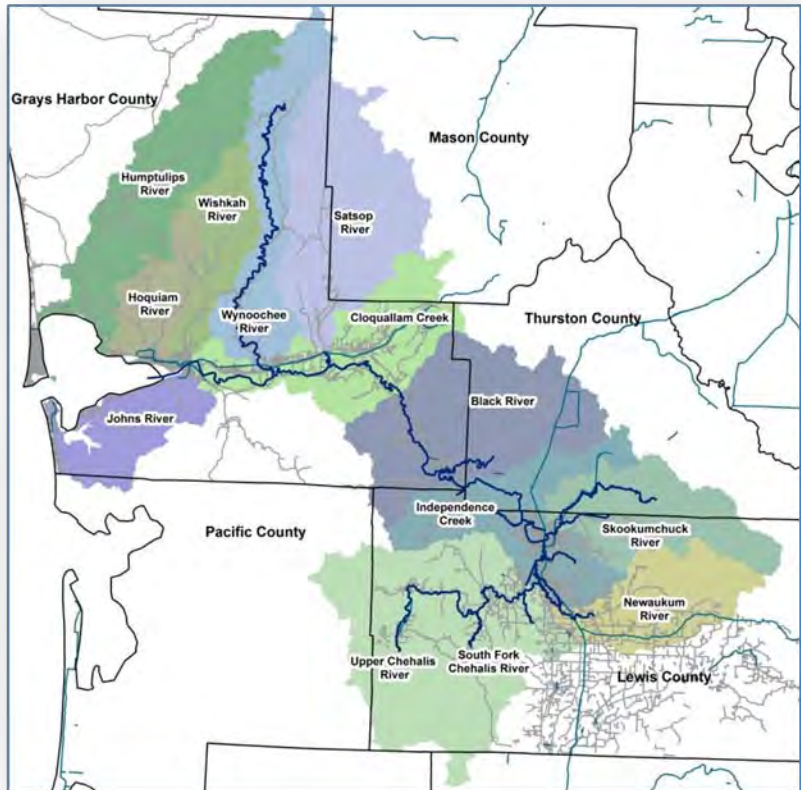 Grays Harbor County
Mason County
Humptulips
River
Wishkah
River
Satsop
River
Hoquiam
River
Wynoochee
River
Cloquallam Creek
Thurston County
Johns River
Black River
Pacific County
Independence
Creek
Skookumchuck
River
Newaukum
River
Upper Chehalis
River
South Fork
Chehalis River
Lewis County